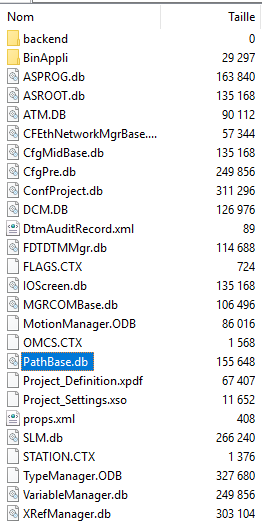 Nom Taille
backend 0
BinAppli 29 297
ASPROG.db 163 840
ASROOT.db 135 168
ATM.DB 90 112
CFEthNetworkMgrBase.... 57 344
CfgMidBase.db 135 168
CfgPre.db 249 856
ConfProject.db 311 296
DCM.DB 126 976
DtmAuditRecord.xml 89
FDTDTMMgr.db 114 688
FLAGS.CTX 724
IOScreen.db 135 168
MGRCOMBase.db 106 496
MotionManager.ODB 86 016
OMCS.CTX 1 568
PathBase.db 155 648
Project_Definition.xpdf 67 407
Project_Settings.xso 11 652
props.xml 408
SLM.db 266 240
STATION.CTX 1 376
TypeManager.ODB 327 680
VariableManager.db 249 856
XRefManager.db 303 104